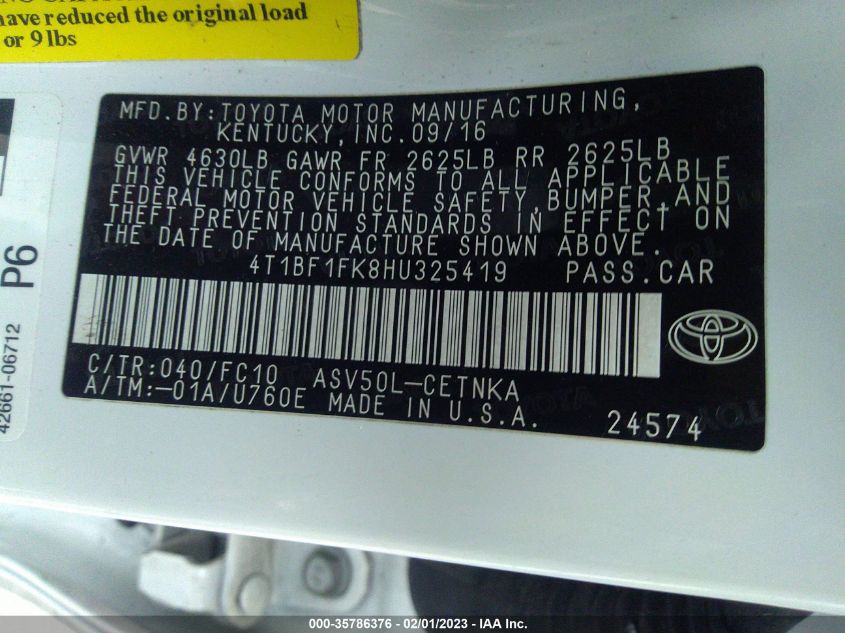 have reduced the original load
or 9 lbs
MFD.BY:TOYOTA MOTOR MANUFACTURING,
KENTUCKY,INC.09/16
GVWR 4630LB GAWR FR 2625LB RR 2625LB
THIS VEHICLE CONFORMS TO ALL APPLICABLE
FEDERAL MOTOR VEHICLE SAFETY,BUMPER,AND
THEFT PREVENTION STANDARDS IN EFFECT ON
THE DATE OF MANUFACTURE SHOWN ABOVE.
4T1BF1FK8HU325419 PASS.CAR
C/TR:040/FC10 ASV50L-CETNKA
A/TM:-01A/U760E MADE IN U.S.A.
24574
P6
42661-06712
000-35786376 - 02/01/2023 - IAA Inc.